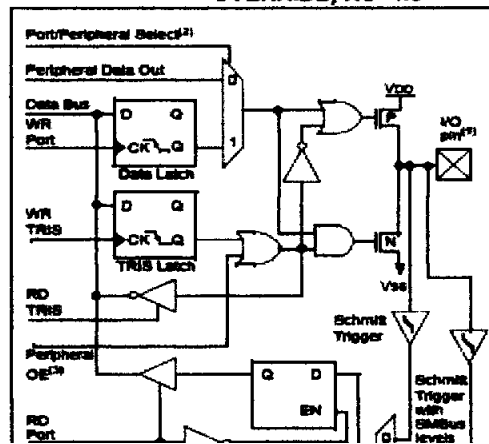 Port/Peripheral Select(2)
Peripheral Data Out
Data Bus
WR
Port
D Q
CK Q
Data Latch
0
1
VDD
P
I/O
pin(1)
WR
TRIS
D Q
CK Q
TRIS Latch
N
VSS
RD
TRIS
Schmitt
Trigger
Peripheral
OE(3)
Q D
EN
RD
Port
Schmitt
Trigger
with
SMBus
levels
0